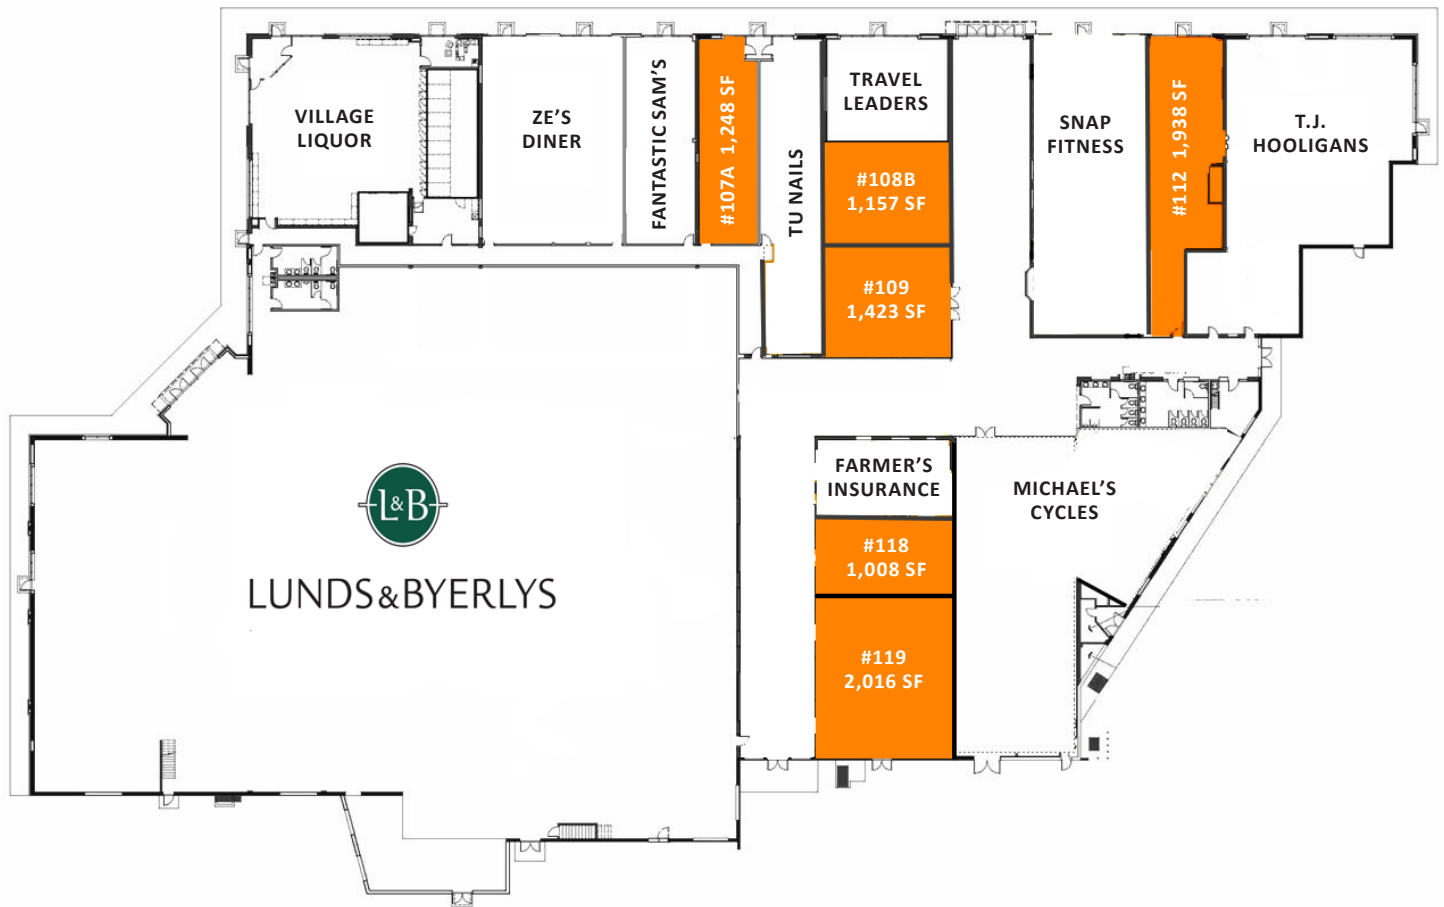 VILLAGE
LIQUOR
ZE'S
DINER
FANTASTIC SAM'S
#107A 1,248 SF
TU NAILS
TRAVEL
LEADERS
#108B
1,157 SF
#109
1,423 SF
SNAP
FITNESS
#112 1,938 SF
T.J.
HOOLIGANS
L&B
LUNDS&BYERLYS
FARMER'S
INSURANCE
#118
1,008 SF
#119
2,016 SF
MICHAEL'S
CYCLES